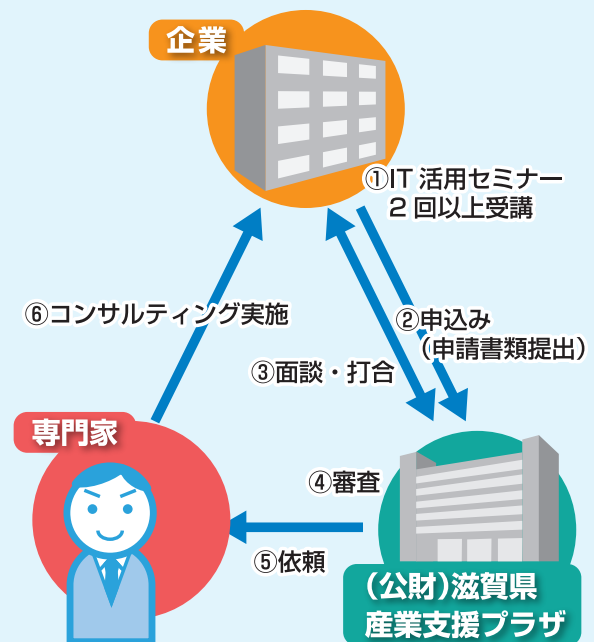 企業
①IT活用セミナー
2回以上受講
②申込み
（申請書類提出）
③面談・打合
⑥コンサルティング実施
専門家
④審査
⑤依頼
（公財）滋賀県
産業支援プラザ